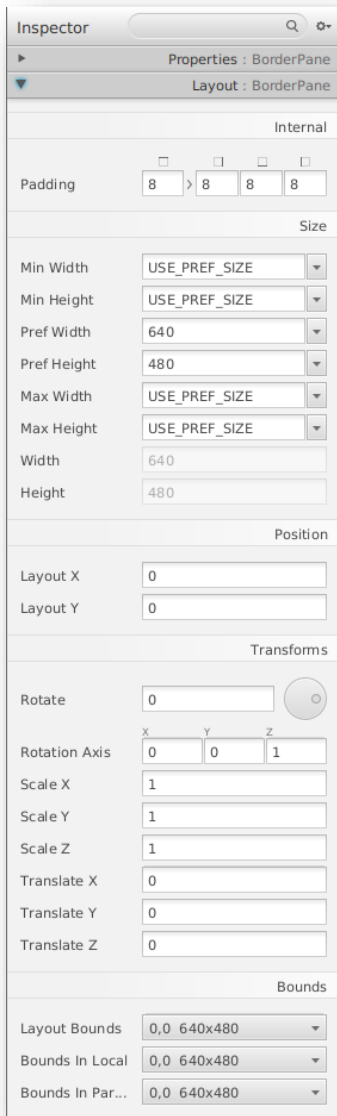 Inspector
Properties : BorderPane
Layout : BorderPane
Internal
Padding 8 8 8 8
Size
Min Width USE_PREF_SIZE
Min Height USE_PREF_SIZE
Pref Width 640
Pref Height 480
Max Width USE_PREF_SIZE
Max Height USE_PREF_SIZE
Width 640
Height 480
Position
Layout X 0
Layout Y 0
Transforms
Rotate 0
X Y Z
Rotation Axis 0 0 1
Scale X 1
Scale Y 1
Scale Z 1
Translate X 0
Translate Y 0
Translate Z 0
Bounds
Layout Bounds 0,0 640x480
Bounds In Local 0,0 640x480
Bounds In Par... 0,0 640x480